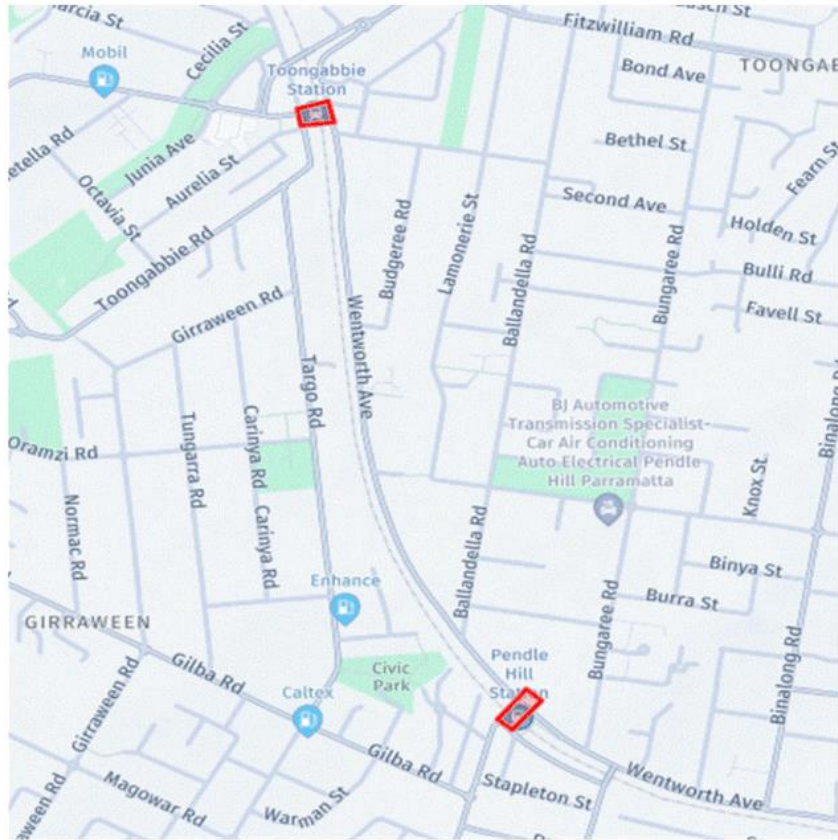 Fitzwilliam Rd
Cecilia St
Mobil
Toongabbie
Station
Bond Ave
Bethel St
Fearn St
Junia Ave
Octavia St
Aurelia St
Second Ave
Holden St
Toongabbie Rd
Budgeree Rd
Lamonerie St
Ballandella Rd
Bungaree Rd
Bulli Rd
Favell St
Girraween Rd
Wentworth Ave
Targo Rd
Carinya Rd
Tungarra Rd
Oramzi Rd
BJ Automotive
Transmission Specialist-
Car Air Conditioning
Auto Electrical Pendle
Hill Parramatta
Knox St
Normac Rd
Carinya Rd
Ballandella Rd
Binya St
Burra St
Bungaree Rd
Enhance
GIRRAWEEN
Gilba Rd
Civic
Park
Pendle
Hill
Station
Binalong Rd
Girraween Rd
Caltex
Gilba Rd
Wentworth Ave
Stapleton St
Magowar Rd
Warman St